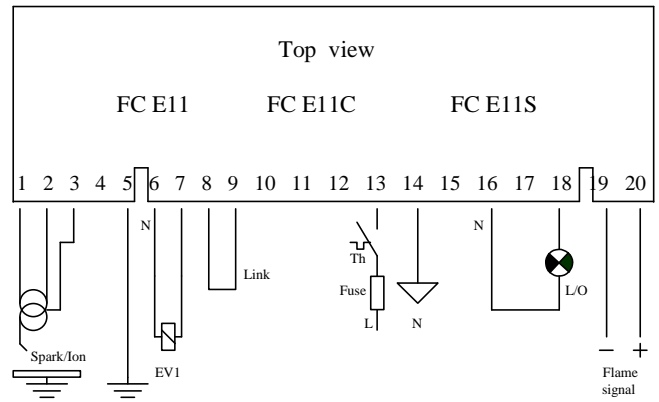 Top view
FC E11 FC E11C FC E11S
1 2 3 4 5 6 7 8 9 10 11 12 13 14 15 16 17 18 19 20
N N
Th
Link
Fuse L/O
L N
Spark/Ion
EV1
− +
Flame
signal